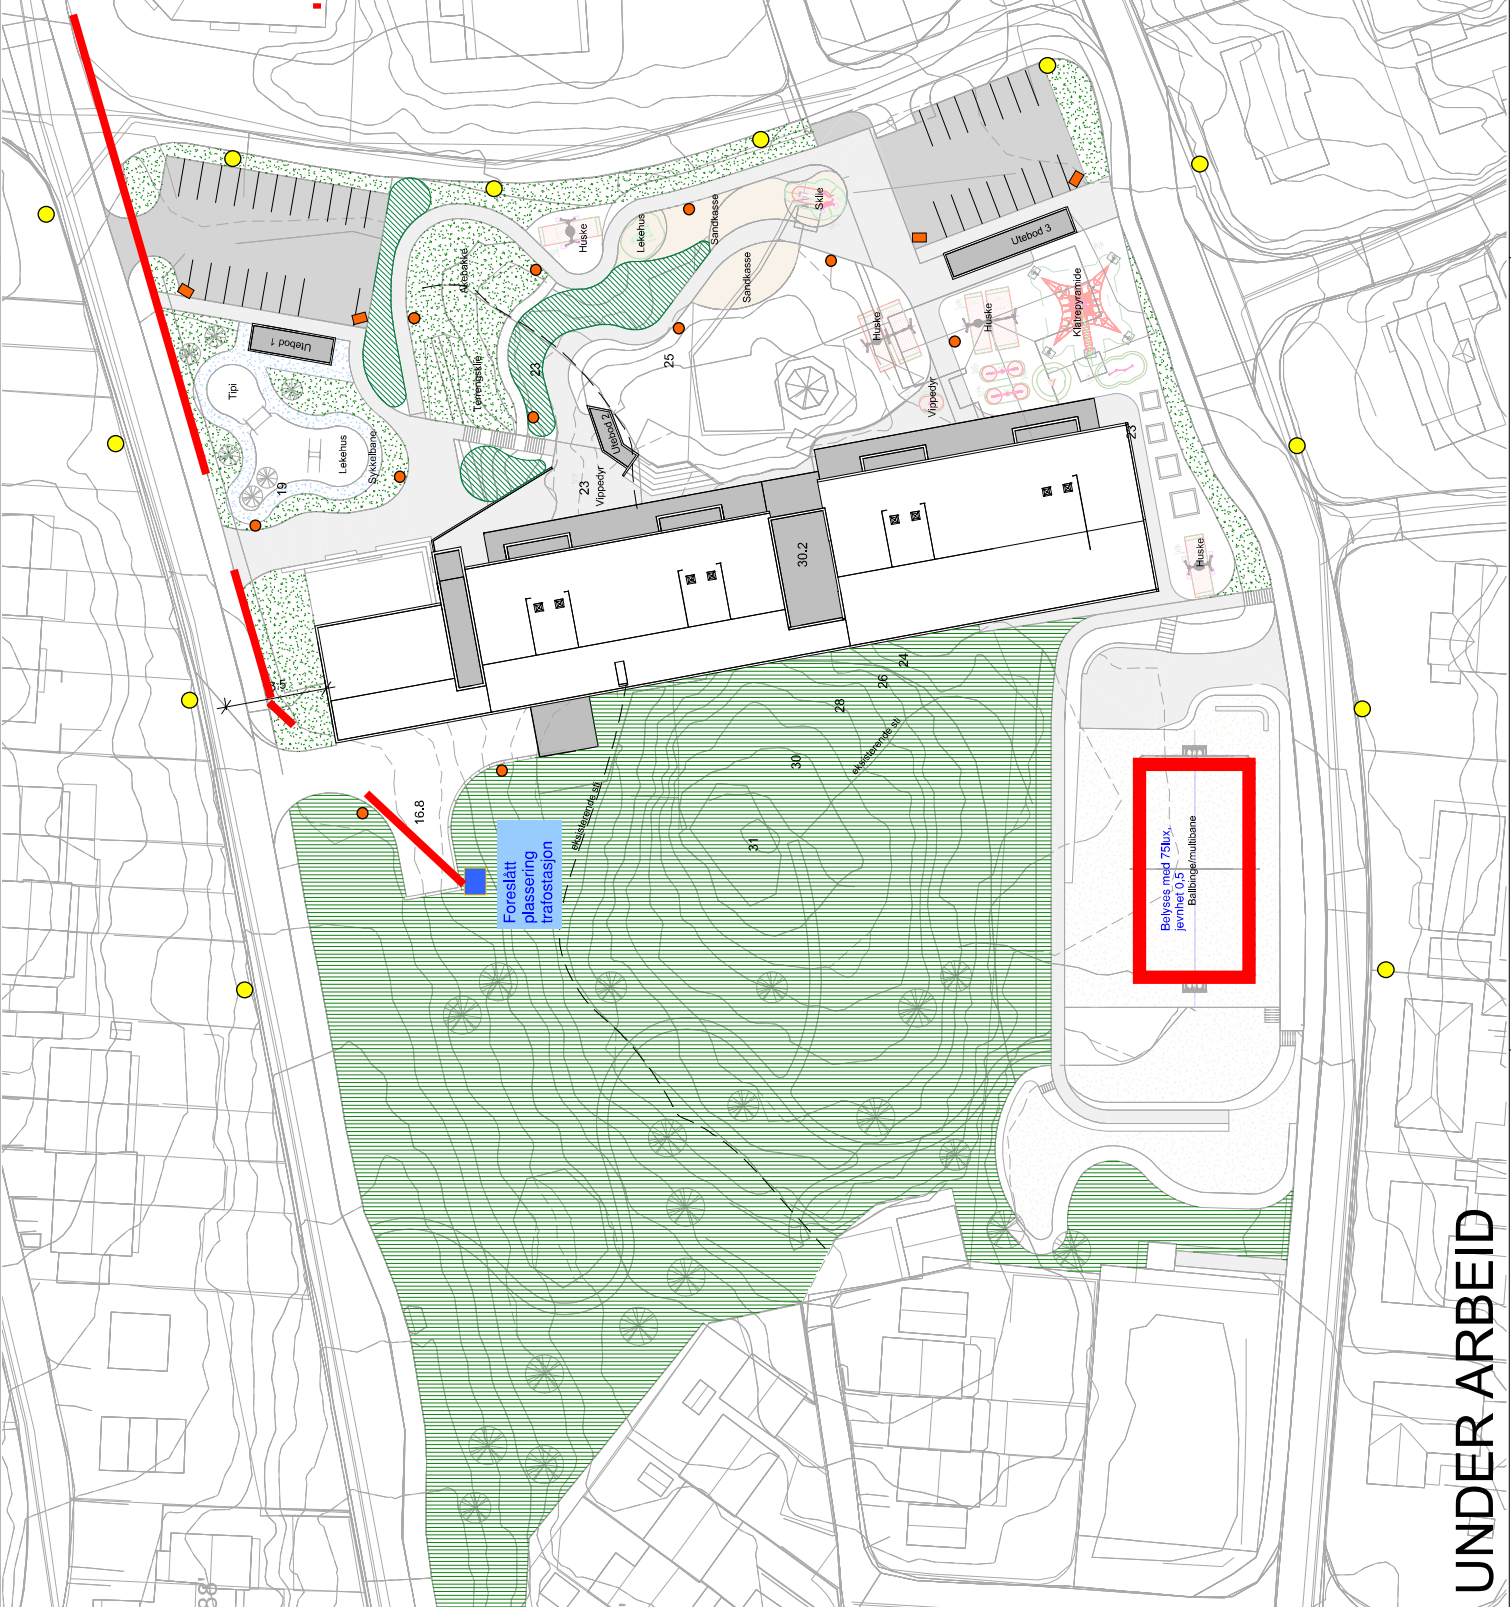 Huske
Lekehus
Sandkasse
Sklie
Sandkasse
Akebakke
Terrengsklie
23
25
Utebod 1
Tipi
Lekehus
Sykkelbane
19
Utebod 2
23
Vippedyr
Huske
Huske
Vippedyr
Klatrepyramide
Utebod 3
23
Huske
30.2
24
26
28
30
31
eksisterende sti
eksisterende sti
16.8
Foreslått
plassering
trafostasjon
Belyses med 75lux,
jevnhet 0,5
Ballbinge/multibane
UNDER ARBEID